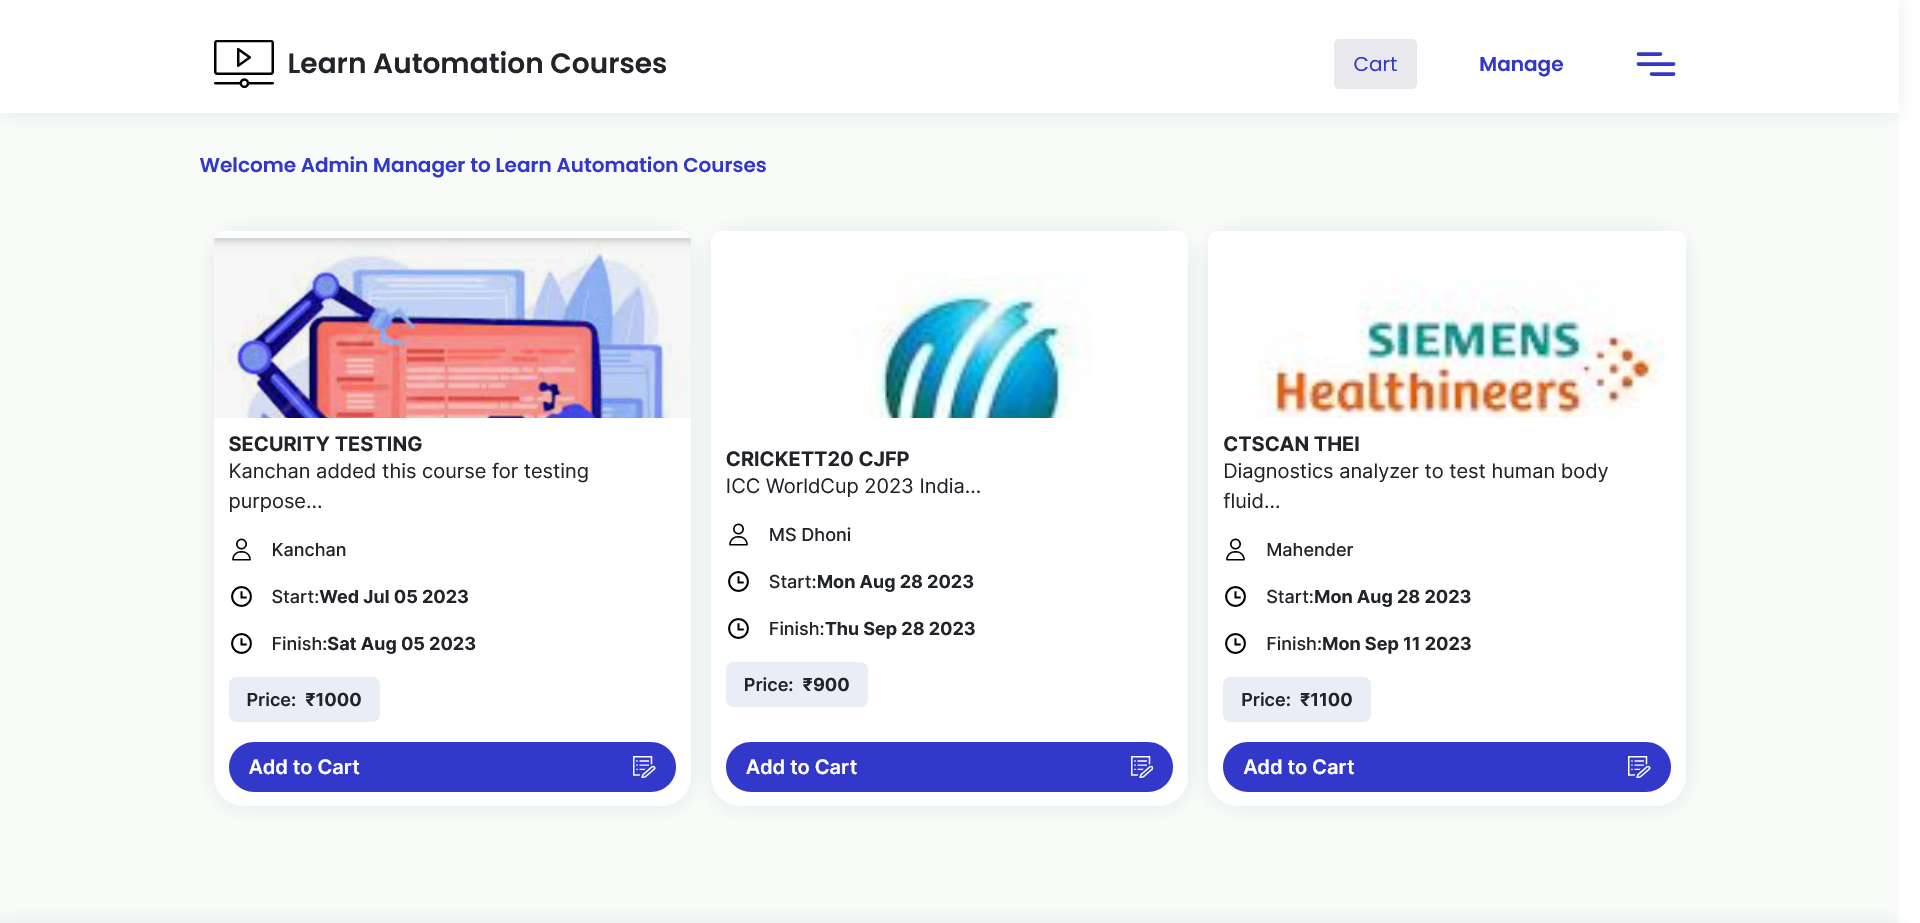 Learn Automation Courses
Cart
Manage
Welcome Admin Manager to Learn Automation Courses
SECURITY TESTING
Kanchan added this course for testing
purpose...
Kanchan
Start:Wed Jul 05 2023
Finish:Sat Aug 05 2023
Price: ₹1000
Add to Cart
CRICKETT20 CJFP
ICC WorldCup 2023 India...
MS Dhoni
Start:Mon Aug 28 2023
Finish:Thu Sep 28 2023
Price: ₹900
Add to Cart
SIEMENS
Healthineers
CTSCAN THEI
Diagnostics analyzer to test human body
fluid...
Mahender
Start:Mon Aug 28 2023
Finish:Mon Sep 11 2023
Price: ₹1100
Add to Cart